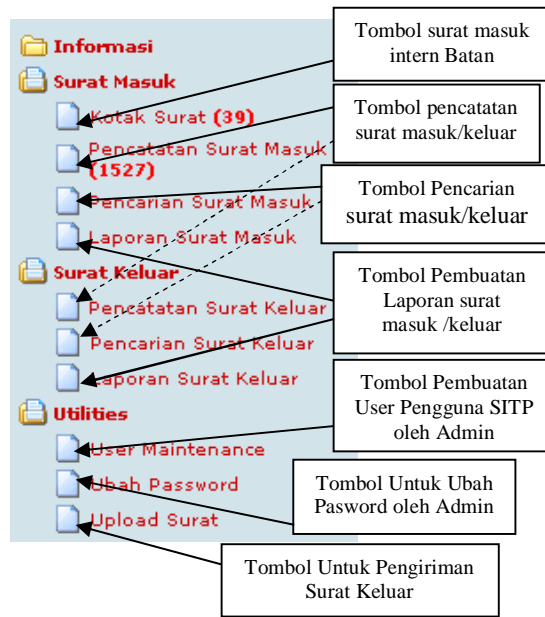 Informasi
Surat Masuk
Kotak Surat (39)
Pencatatan Surat Masuk
(1527)
Pencarian Surat Masuk
Laporan Surat Masuk
Surat Keluar
Pencatatan Surat Keluar
Pencarian Surat Keluar
Laporan Surat Keluar
Utilities
User Maintenance
Ubah Password
Upload Surat
Tombol surat masuk
intern Batan
Tombol pencatatan
surat masuk/keluar
Tombol Pencarian
surat masuk/keluar
Tombol Pembuatan
Laporan surat
masuk /keluar
Tombol Pembuatan
User Pengguna SITP
oleh Admin
Tombol Untuk Ubah
Pasword oleh Admin
Tombol Untuk Pengiriman
Surat Keluar